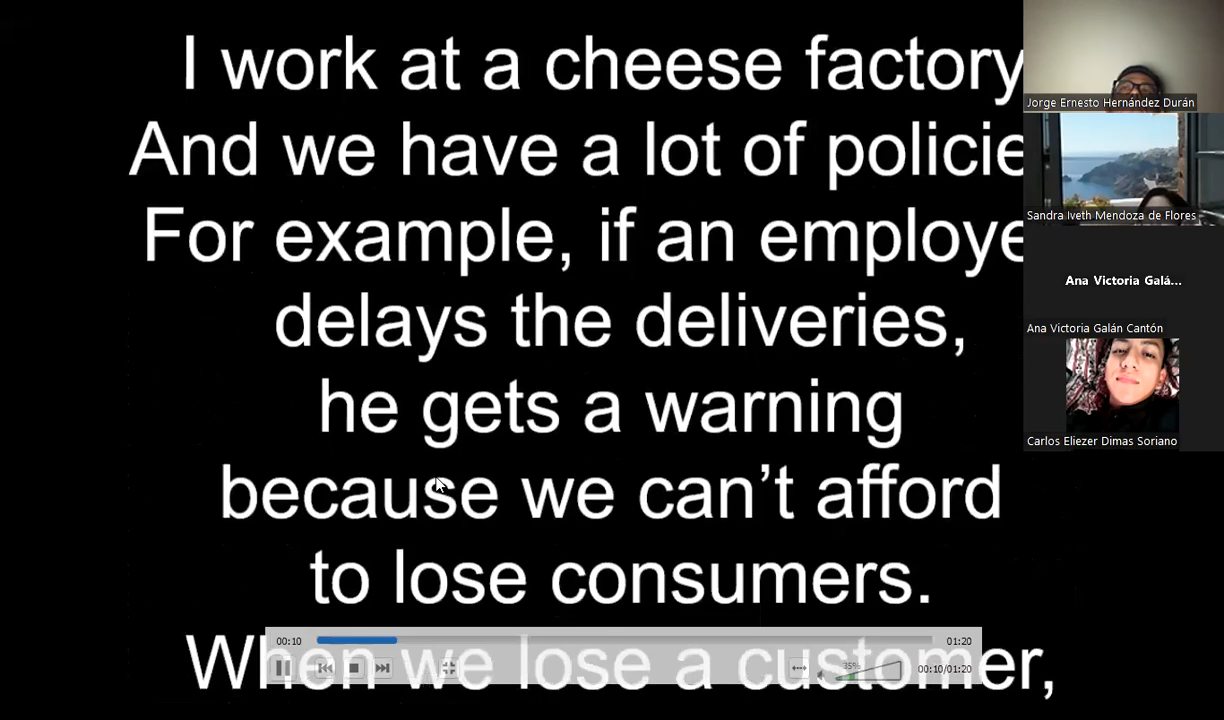 I work at a cheese factory
And we have a lot of policie
For example, if an employe
delays the deliveries,
he gets a warning
because we can’t afford
to lose consumers.
When we lose a customer,
Jorge Ernesto Hernández Durán
Sandra Iveth Mendoza de Flores
Ana Victoria Galá...
Ana Victoria Galán Cantón
Carlos Eliezer Dimas Soriano
00:10
01:20
35%
00:10/01:20